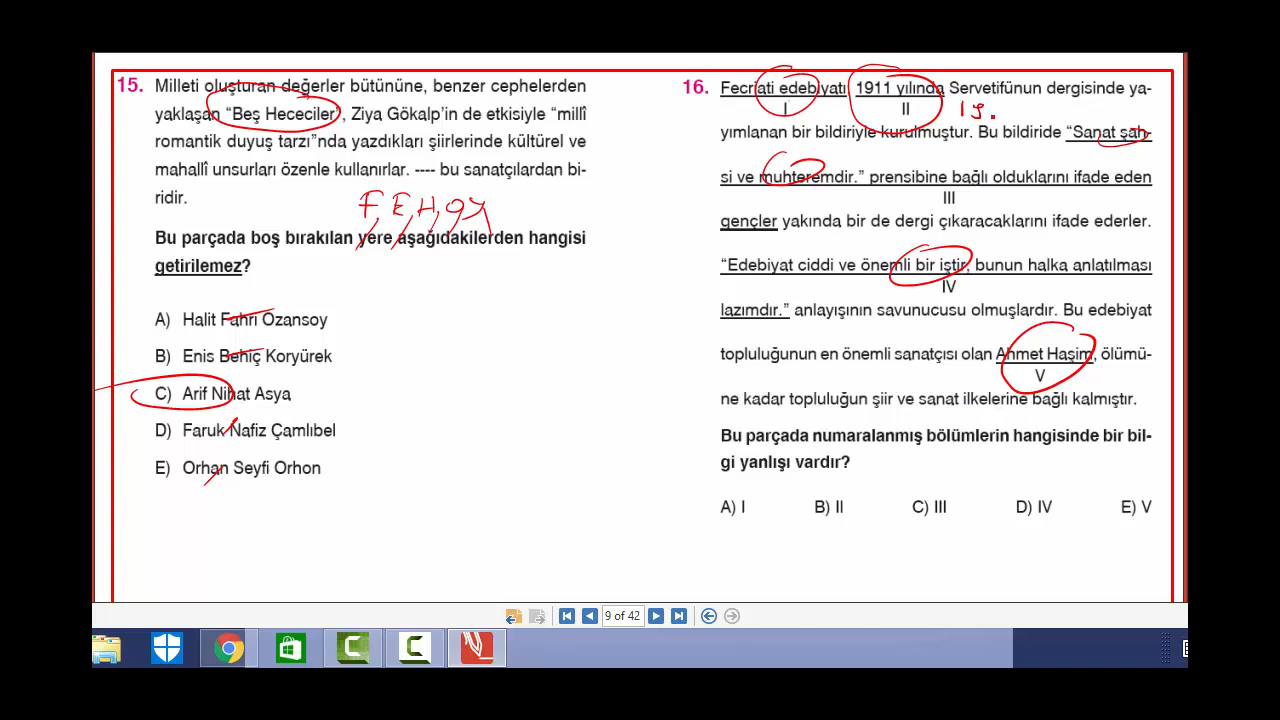 15. Milleti oluşturan değerler bütününe, benzer cephelerden
yaklaşan “Beş Hececiler”, Ziya Gökalp’in de etkisiyle “millî
romantik duyuş tarzı”nda yazdıkları şiirlerinde kültürel ve
mahallî unsurları özenle kullanırlar. ---- bu sanatçılardan bi-
ridir.
F, E, H, O, Y
Bu parçada boş bırakılan yere aşağıdakilerden hangisi
getirilemez?
A) Halit Fahri Ozansoy
B) Enis Behiç Koryürek
C) Arif Nihat Asya
D) Faruk Nafiz Çamlıbel
E) Orhan Seyfi Orhon
16. Fecriati edebiyatı 1911 yılında Servetifünun dergisinde ya-
I II 19.
yımlanan bir bildiriyle kurulmuştur. Bu bildiride “Sanat şah-
si ve muhteremdir.” prensibine bağlı olduklarını ifade eden
III
gençler yakında bir de dergi çıkaracaklarını ifade ederler.
“Edebiyat ciddi ve önemli bir iştir, bunun halka anlatılması
IV
lazımdır.” anlayışının savunucusu olmuşlardır. Bu edebiyat
topluluğunun en önemli sanatçısı olan Ahmet Haşim, ölümü-
V
ne kadar topluluğun şiir ve sanat ilkelerine bağlı kalmıştır.
Bu parçada numaralanmış bölümlerin hangisinde bir bil-
gi yanlışı vardır?
A) I B) II C) III D) IV E) V
9 of 42